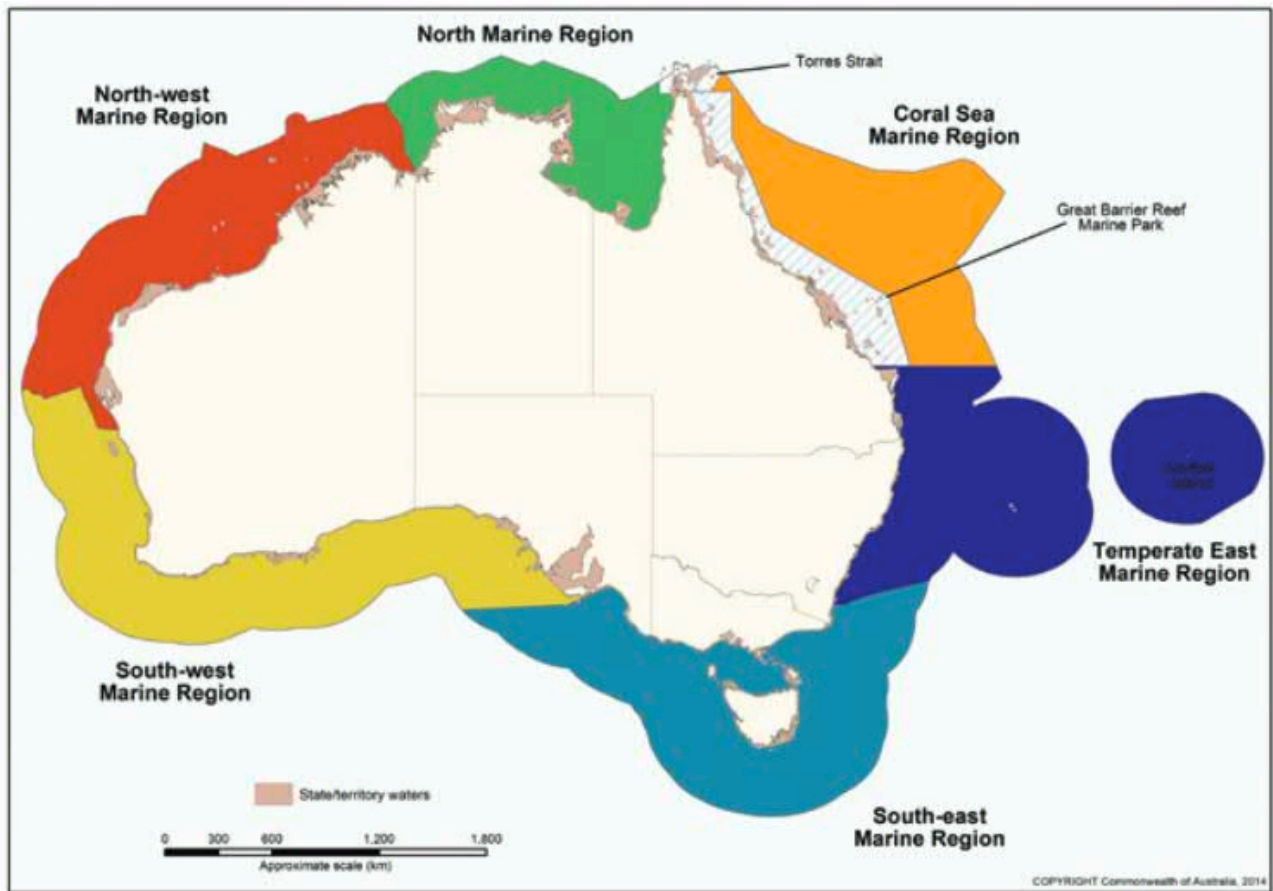 North Marine Region
Torres Strait
North-west
Marine Region
Coral Sea
Marine Region
Great Barrier Reef
Marine Park
Norfolk
Island
Temperate East
Marine Region
South-west
Marine Region
State/territory waters
South-east
Marine Region
0 300 600 1,200 1,800
Approximate scale (km)
COPYRIGHT Commonwealth of Australia, 2014